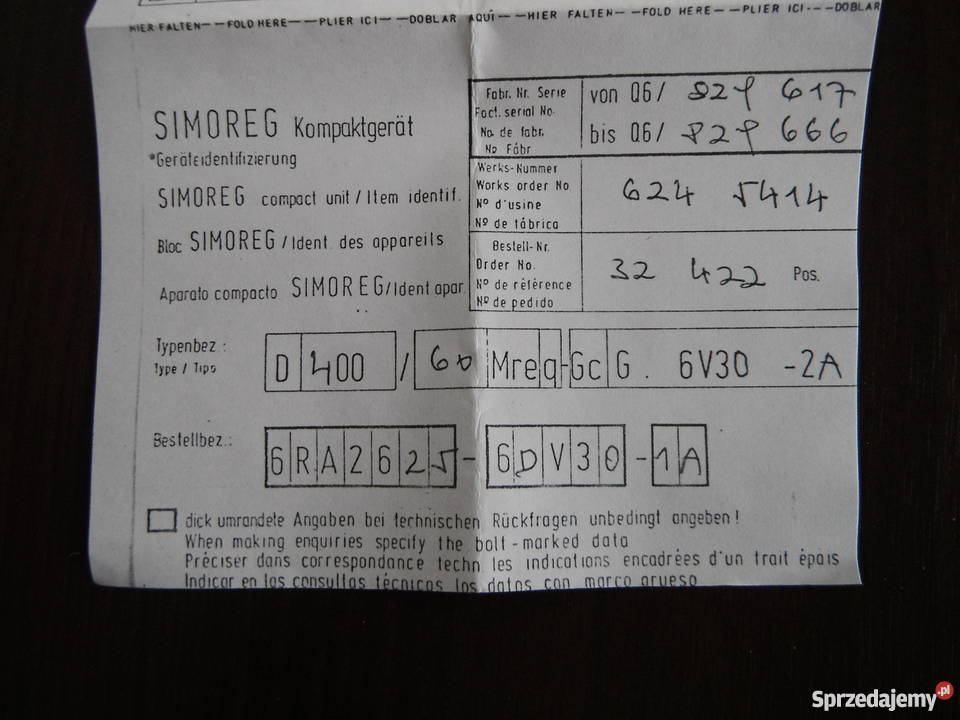 HIER FALTEN — — FOLD HERE — — — PLIER ICI — — DOBLAR AQUÍ — — — HIER FALTEN — — FOLD HERE — — — PLIER ICI - — — DOBLAR
SIMOREG Kompaktgerät
*Geräteidentifizierung
SIMOREG compact unit / Item identif.
Bloc SIMOREG / Ident. des appareils
Aparato compacto SIMOREG / Ident apar.
Fabr. Nr. Serie
Fact. serial No.
No. de fabr.
No Fábr
von Q6/ 829 617
bis Q6/ 829 666
Werks-Nummer
Works order No
Nº d'usine
Nº de fábrica
624 5414
Bestell-Nr.
Order No.
Nº de référence
Nº de pedido
32 422 Pos.
Typenbez.:
Type / Tipo
D 400 / 60 Mreq-GcG. 6V30 -2A
Bestellbez.:
6RA2625-6DV30-1A
dick umrandete Angaben bei technischen Rückfragen unbedingt angeben!
When making enquiries specify the bolt-marked data
Préciser dans correspondance techn les indications encadrées d'un trait épais
Indicar en las consultas técnicas los datos con marco grueso
Sprzedajemy.pl